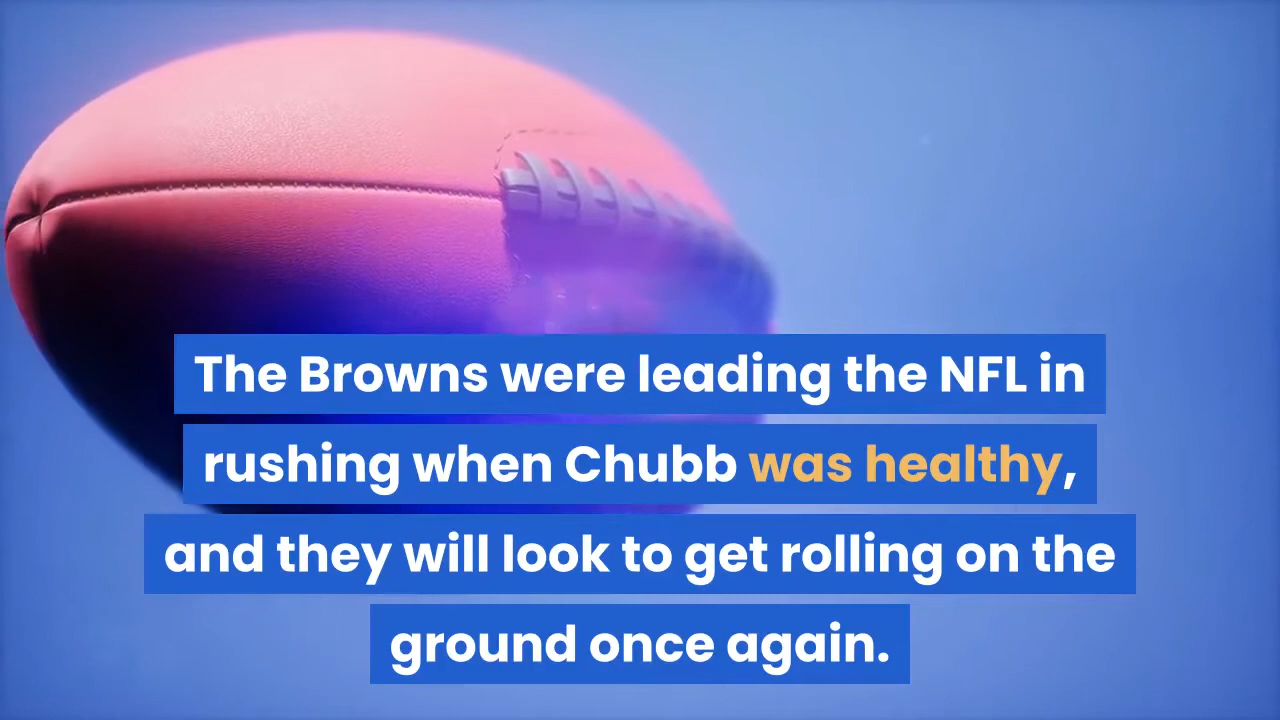 The Browns were leading the NFL in
rushing when Chubb was healthy,
and they will look to get rolling on the
ground once again.